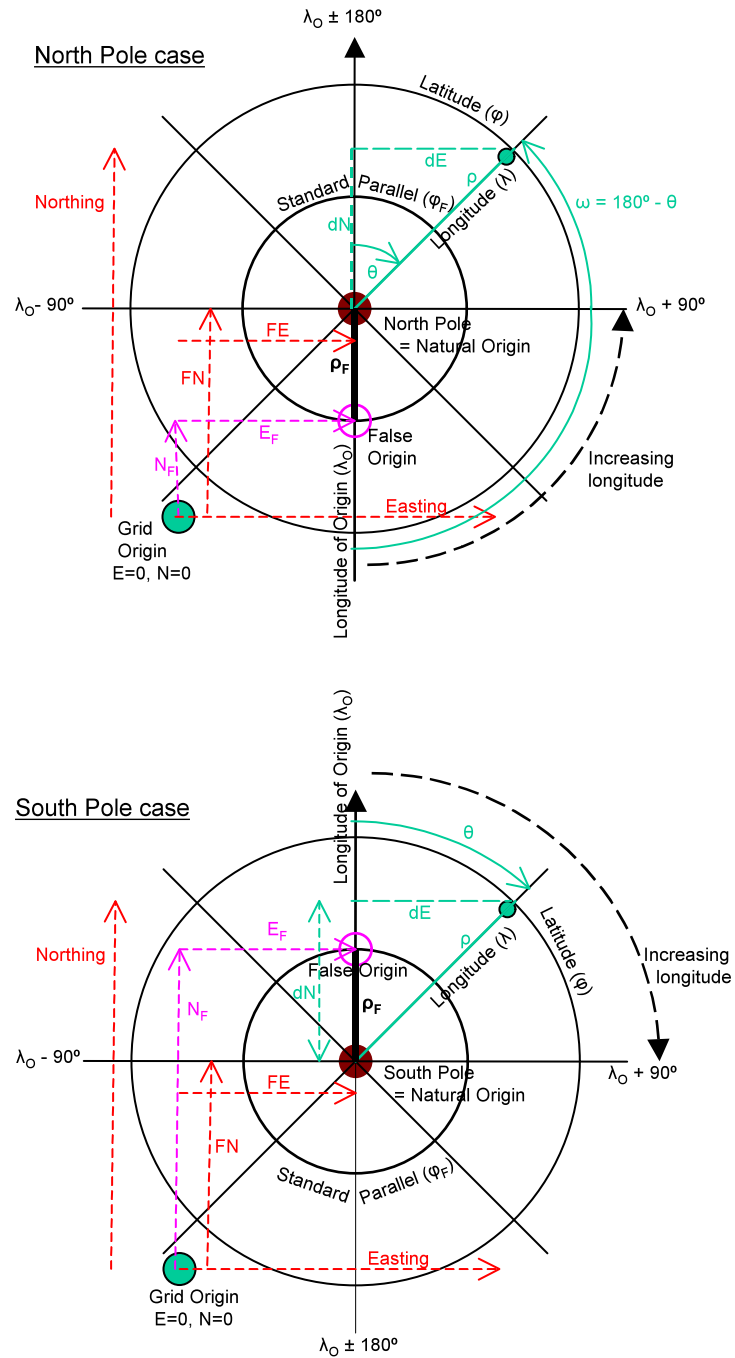 λO ± 180º
North Pole case
Latitude (φ)
dE
ρ
Standard Parallel (φF)
Longitude (λ)
Northing
dN
ω = 180º - θ
θ
λO- 90º
λO + 90º
North Pole
= Natural Origin
FE
ρF
FN
EF
False
Origin
NF
Increasing
longitude
Longitude of Origin (λO)
Easting
Grid
Origin
E=0, N=0
Longitude of Origin (λO)
South Pole case
θ
dE
Latitude (φ)
EF
ρ
Northing
Longitude (λ)
Increasing
longitude
False Origin
dN
NF
ρF
λO - 90º
λO + 90º
South Pole
= Natural Origin
FE
FN
Standard Parallel (φF)
Easting
Grid Origin
E=0, N=0
λO ± 180º